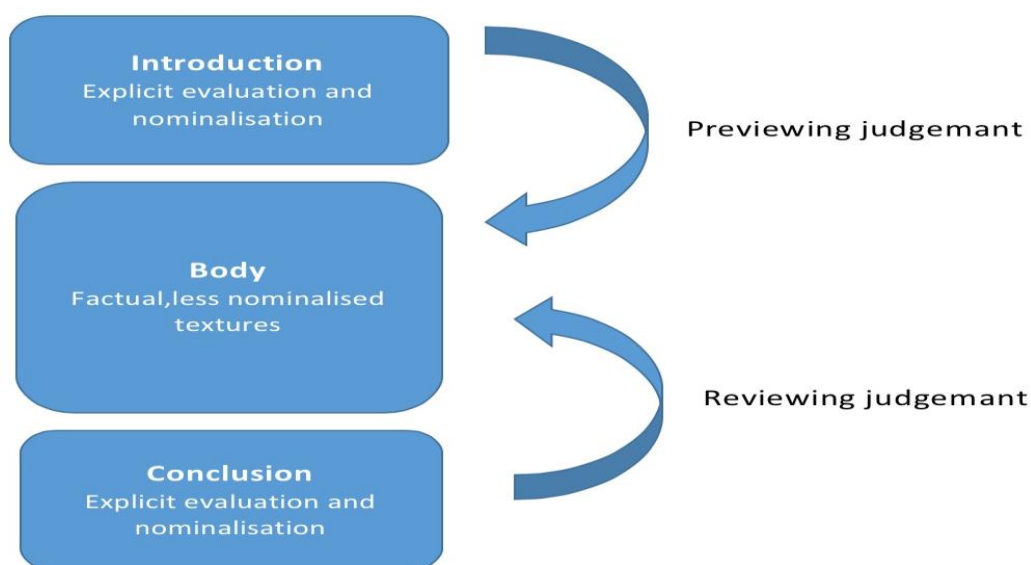 Introduction
Explicit evaluation and
nominalisation
Previewing judgemant
Body
Factual,less nominalised
textures
Reviewing judgemant
Conclusion
Explicit evaluation and
nominalisation